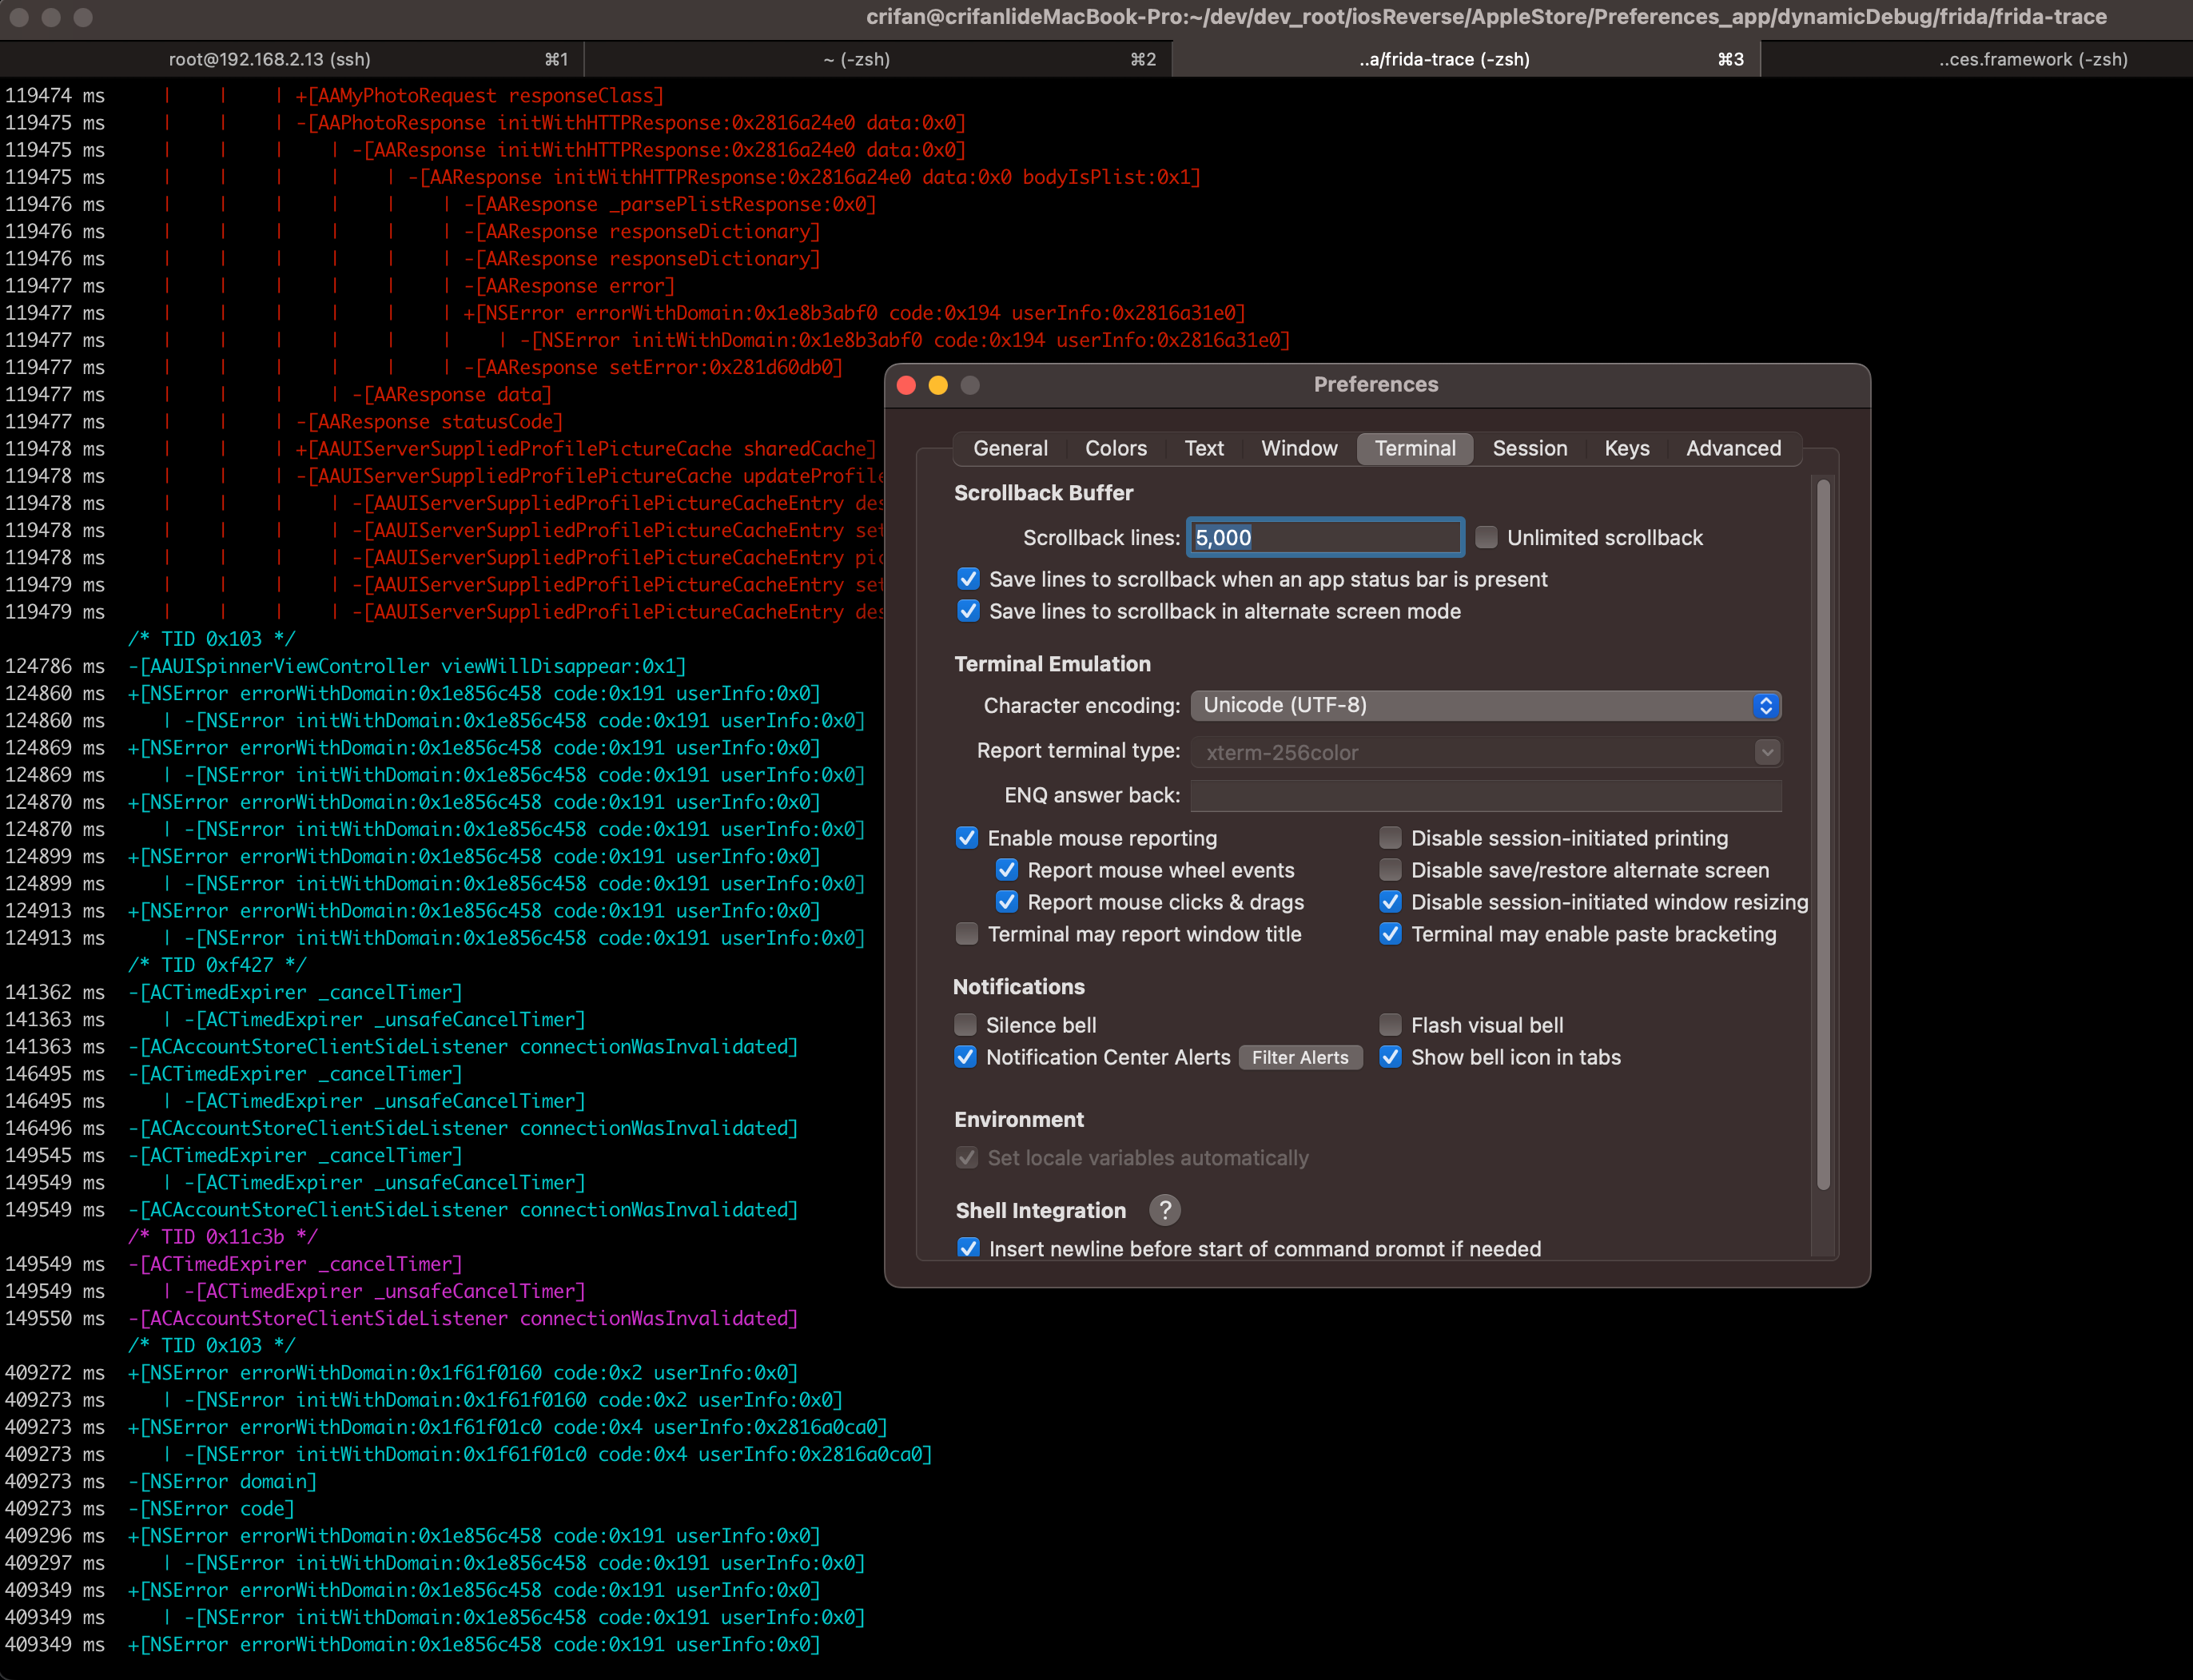 crifan@crifanlideMacBook-Pro:~/dev/dev_root/iosReverse/AppleStore/Preferences_app/dynamicDebug/frida/frida-trace
root@192.168.2.13 (ssh) ⌘1 ~ (-zsh) ⌘2 ..a/frida-trace (-zsh) ⌘3 ..ces.framework (-zsh)
119474 ms | | | +[AAMyPhotoRequest responseClass]
119475 ms | | | -[AAPhotoResponse initWithHTTPResponse:0x2816a24e0 data:0x0]
119475 ms | | | | -[AAResponse initWithHTTPResponse:0x2816a24e0 data:0x0]
119475 ms | | | | | -[AAResponse initWithHTTPResponse:0x2816a24e0 data:0x0 bodyIsPlist:0x1]
119476 ms | | | | | | -[AAResponse _parsePlistResponse:0x0]
119476 ms | | | | | | -[AAResponse responseDictionary]
119476 ms | | | | | | -[AAResponse responseDictionary]
119477 ms | | | | | | -[AAResponse error]
119477 ms | | | | | | +[NSError errorWithDomain:0x1e8b3abf0 code:0x194 userInfo:0x2816a31e0]
119477 ms | | | | | | | -[NSError initWithDomain:0x1e8b3abf0 code:0x194 userInfo:0x2816a31e0]
119477 ms | | | | | | -[AAResponse setError:0x281d60db0]
119477 ms | | | | -[AAResponse data]
119477 ms | | | -[AAResponse statusCode]
119478 ms | | | +[AAUIServerSuppliedProfilePictureCache sharedCache]
119478 ms | | | -[AAUIServerSuppliedProfilePictureCache updateProfile
119478 ms | | | | -[AAUIServerSuppliedProfilePictureCacheEntry des
119478 ms | | | | -[AAUIServerSuppliedProfilePictureCacheEntry set
119478 ms | | | | -[AAUIServerSuppliedProfilePictureCacheEntry pic
119479 ms | | | | -[AAUIServerSuppliedProfilePictureCacheEntry set
119479 ms | | | | -[AAUIServerSuppliedProfilePictureCacheEntry des
/* TID 0x103 */
124786 ms -[AAUISpinnerViewController viewWillDisappear:0x1]
124860 ms +[NSError errorWithDomain:0x1e856c458 code:0x191 userInfo:0x0]
124860 ms | -[NSError initWithDomain:0x1e856c458 code:0x191 userInfo:0x0]
124869 ms +[NSError errorWithDomain:0x1e856c458 code:0x191 userInfo:0x0]
124869 ms | -[NSError initWithDomain:0x1e856c458 code:0x191 userInfo:0x0]
124870 ms +[NSError errorWithDomain:0x1e856c458 code:0x191 userInfo:0x0]
124870 ms | -[NSError initWithDomain:0x1e856c458 code:0x191 userInfo:0x0]
124899 ms +[NSError errorWithDomain:0x1e856c458 code:0x191 userInfo:0x0]
124899 ms | -[NSError initWithDomain:0x1e856c458 code:0x191 userInfo:0x0]
124913 ms +[NSError errorWithDomain:0x1e856c458 code:0x191 userInfo:0x0]
124913 ms | -[NSError initWithDomain:0x1e856c458 code:0x191 userInfo:0x0]
/* TID 0xf427 */
141362 ms -[ACTimedExpirer _cancelTimer]
141363 ms | -[ACTimedExpirer _unsafeCancelTimer]
141363 ms -[ACAccountStoreClientSideListener connectionWasInvalidated]
146495 ms -[ACTimedExpirer _cancelTimer]
146495 ms | -[ACTimedExpirer _unsafeCancelTimer]
146496 ms -[ACAccountStoreClientSideListener connectionWasInvalidated]
149545 ms -[ACTimedExpirer _cancelTimer]
149549 ms | -[ACTimedExpirer _unsafeCancelTimer]
149549 ms -[ACAccountStoreClientSideListener connectionWasInvalidated]
/* TID 0x11c3b */
149549 ms -[ACTimedExpirer _cancelTimer]
149549 ms | -[ACTimedExpirer _unsafeCancelTimer]
149550 ms -[ACAccountStoreClientSideListener connectionWasInvalidated]
/* TID 0x103 */
409272 ms +[NSError errorWithDomain:0x1f61f0160 code:0x2 userInfo:0x0]
409273 ms | -[NSError initWithDomain:0x1f61f0160 code:0x2 userInfo:0x0]
409273 ms +[NSError errorWithDomain:0x1f61f01c0 code:0x4 userInfo:0x2816a0ca0]
409273 ms | -[NSError initWithDomain:0x1f61f01c0 code:0x4 userInfo:0x2816a0ca0]
409273 ms -[NSError domain]
409273 ms -[NSError code]
409296 ms +[NSError errorWithDomain:0x1e856c458 code:0x191 userInfo:0x0]
409297 ms | -[NSError initWithDomain:0x1e856c458 code:0x191 userInfo:0x0]
409349 ms +[NSError errorWithDomain:0x1e856c458 code:0x191 userInfo:0x0]
409349 ms | -[NSError initWithDomain:0x1e856c458 code:0x191 userInfo:0x0]
409349 ms +[NSError errorWithDomain:0x1e856c458 code:0x191 userInfo:0x0]
Preferences
General Colors Text Window Terminal Session Keys Advanced
Scrollback Buffer
Scrollback lines: 5,000 Unlimited scrollback
Save lines to scrollback when an app status bar is present
Save lines to scrollback in alternate screen mode
Terminal Emulation
Character encoding: Unicode (UTF-8)
Report terminal type: xterm-256color
ENQ answer back:
Enable mouse reporting Disable session-initiated printing
Report mouse wheel events Disable save/restore alternate screen
Report mouse clicks & drags Disable session-initiated window resizing
Terminal may report window title Terminal may enable paste bracketing
Notifications
Silence bell Flash visual bell
Notification Center Alerts Filter Alerts Show bell icon in tabs
Environment
Set locale variables automatically
Shell Integration ?
Insert newline before start of command prompt if needed